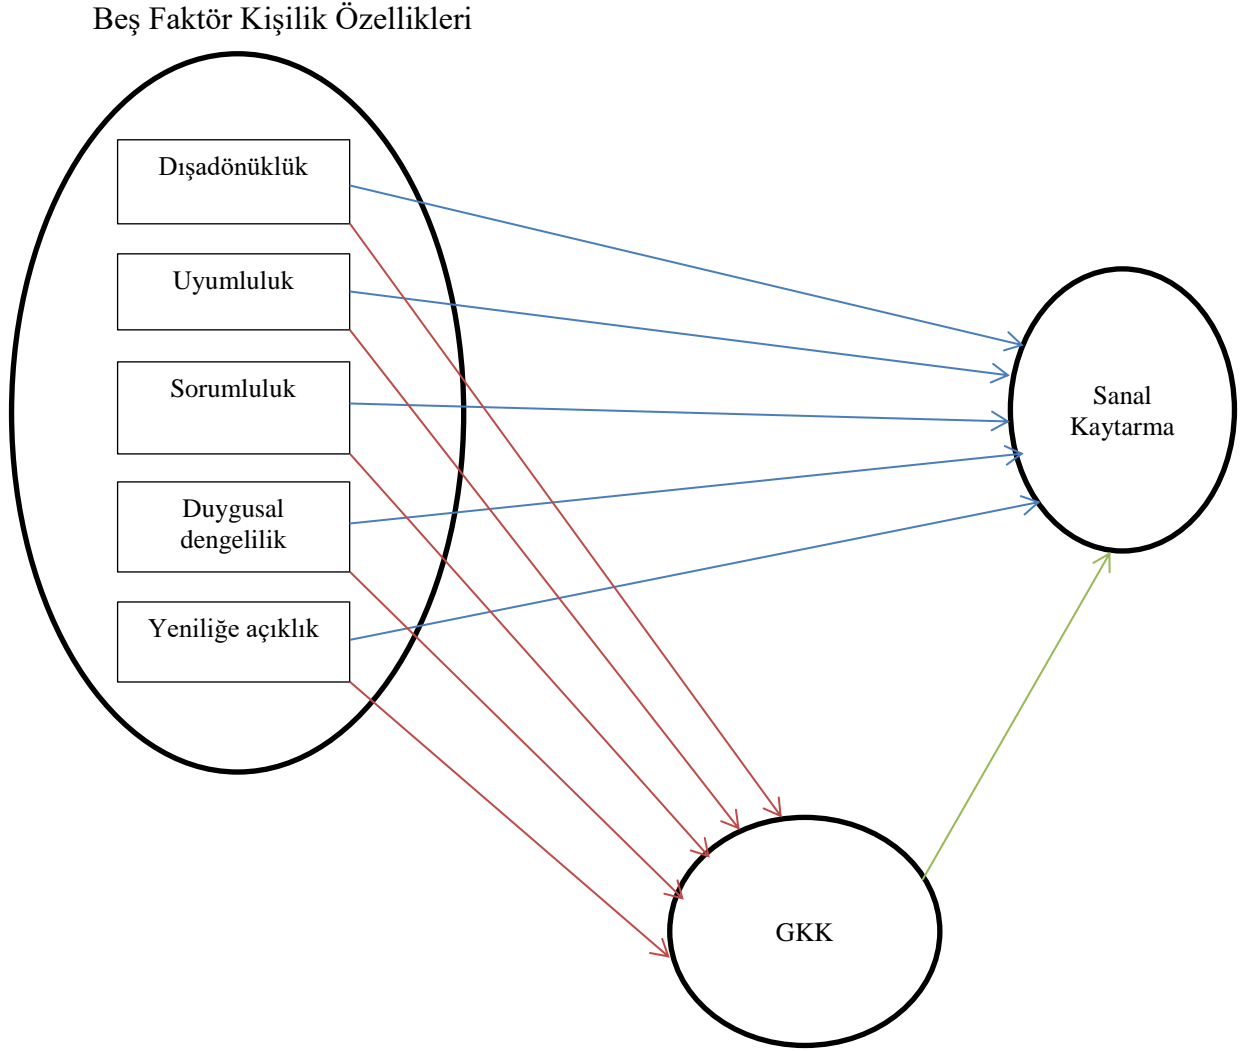 Beş Faktör Kişilik Özellikleri
Dışadönüklük
Uyumluluk
Sorumluluk
Duygusal
dengelilik
Yeniliğe açıklık
Sanal
Kaytarma
GKK